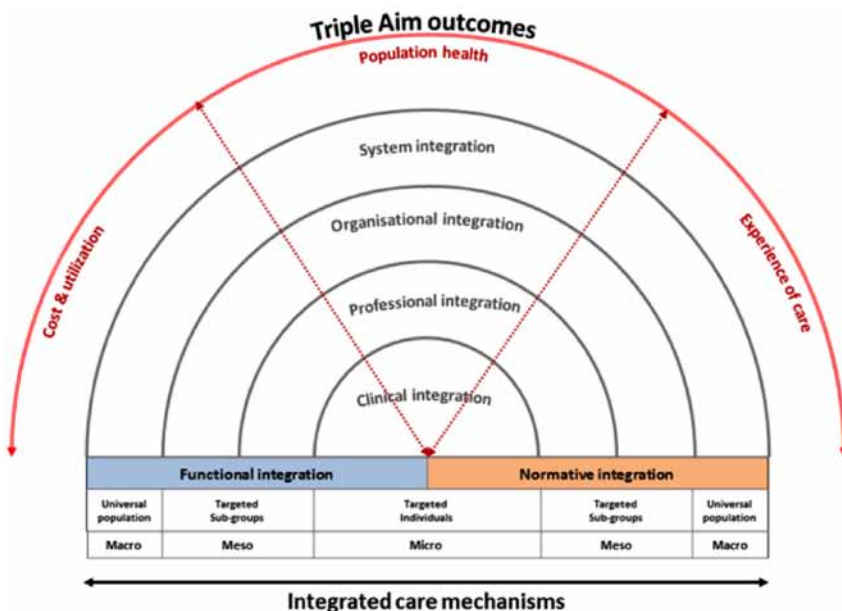 Triple Aim outcomes
Population health
Cost & utilization
Experience of care
System integration
Organisational integration
Professional integration
Clinical integration
Functional integration Normative integration
Universal Targeted Targeted Targeted Universal
population Sub-groups Individuals Sub-groups population
Macro Meso Micro Meso Macro
Integrated care mechanisms